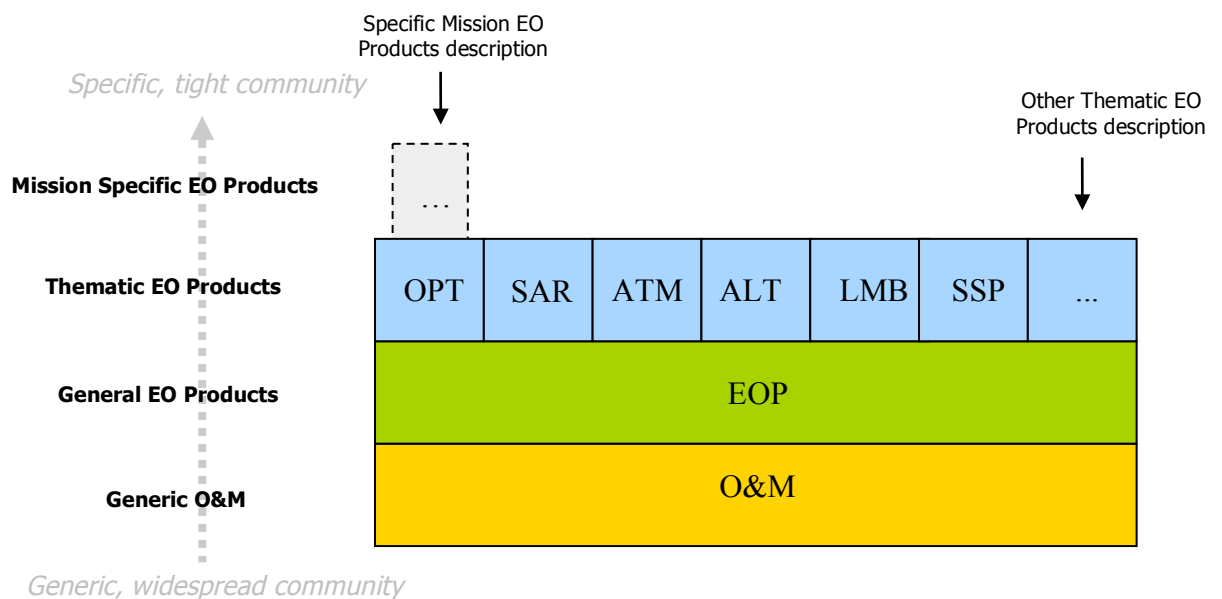 Specific Mission EO
Products description
Specific, tight community
Other Thematic EO
Products description
Mission Specific EO Products
...
Thematic EO Products
OPT
SAR
ATM
ALT
LMB
SSP
...
General EO Products
EOP
Generic O&M
O&M
Generic, widespread community